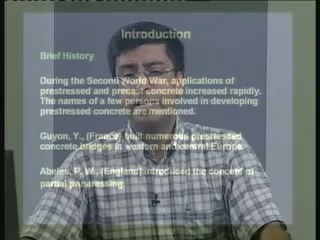 Introduction
Brief History
During the Second World War, applications of
prestressed and precast concrete increased rapidly.
The names of a few persons involved in developing
prestressed concrete are mentioned.
Guyon, Y., (France) built numerous prestressed
concrete bridges in western and central Europe.
Abeles, P. W., (England) introduced the concept of
partial prestressing.